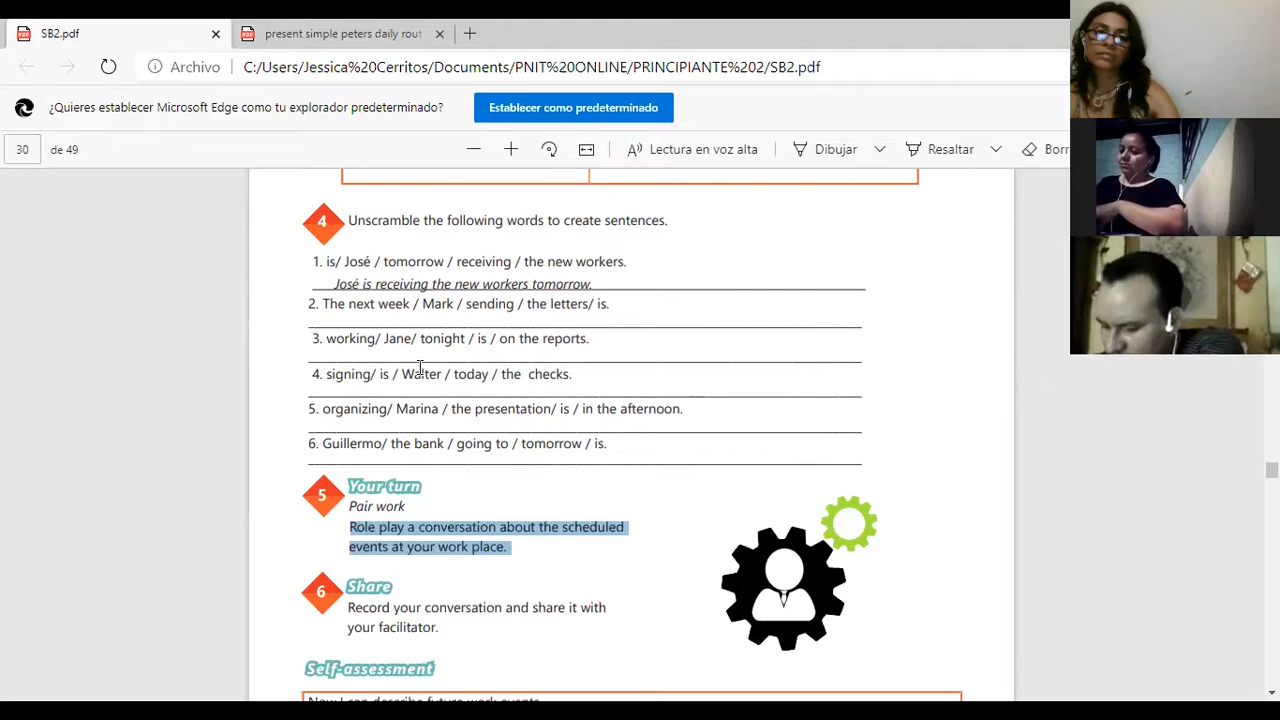 SB2.pdf
present simple peters daily rout
Archivo
C:/Users/Jessica%20Cerritos/Documents/PNIT%20ONLINE/PRINCIPIANTE%202/SB2.pdf
¿Quieres establecer Microsoft Edge como tu explorador predeterminado?
Establecer como predeterminado
30 de 49
Lectura en voz alta
Dibujar
Resaltar
Borr
4 Unscramble the following words to create sentences.
1. is/ José / tomorrow / receiving / the new workers.
José is receiving the new workers tomorrow.
2. The next week / Mark / sending / the letters/ is.
3. working/ Jane/ tonight / is / on the reports.
4. signing/ is / Walter / today / the checks.
5. organizing/ Marina / the presentation/ is / in the afternoon.
6. Guillermo/ the bank / going to / tomorrow / is.
5 Your turn
Pair work
Role play a conversation about the scheduled
events at your work place.
6 Share
Record your conversation and share it with
your facilitator.
Self-assessment
Now I can describe future work events